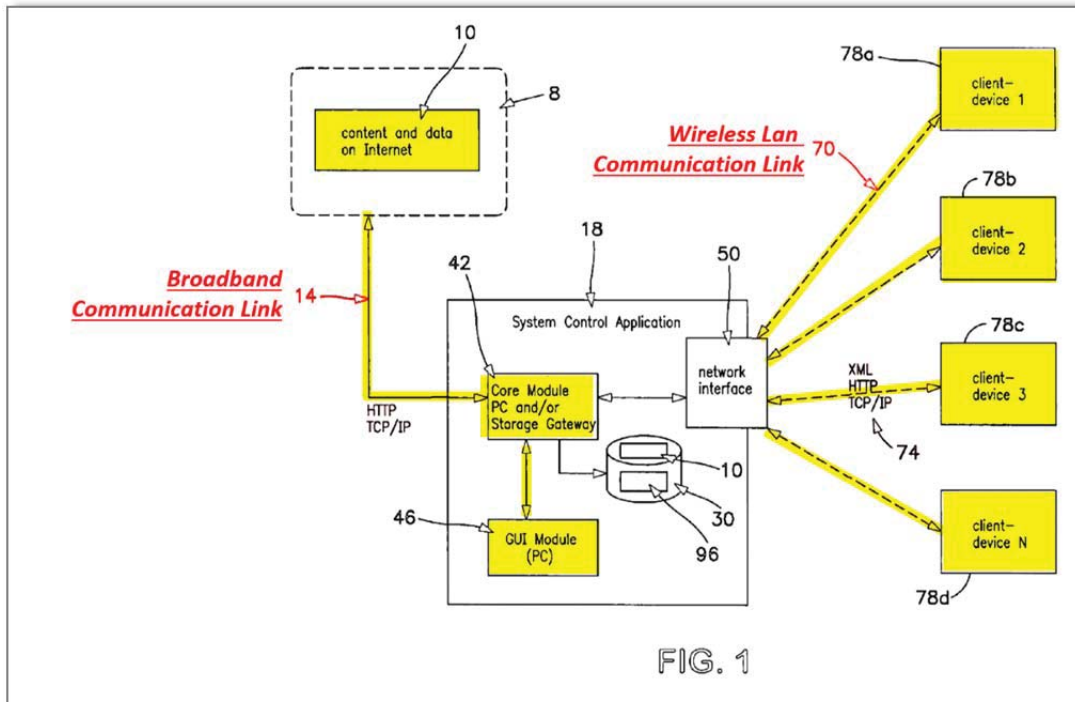 10
8
content and data
on Internet
Wireless Lan
Communication Link
70
78a
client-
device 1
78b
client-
device 2
Broadband
Communication Link
14
18
42
50
System Control Application
Core Module
PC and/or
Storage Gateway
network
interface
HTTP
TCP/IP
78c
client-
device 3
XML
HTTP
TCP/IP
74
10
30
96
46
GUI Module
(PC)
client-
device N
78d
FIG. 1